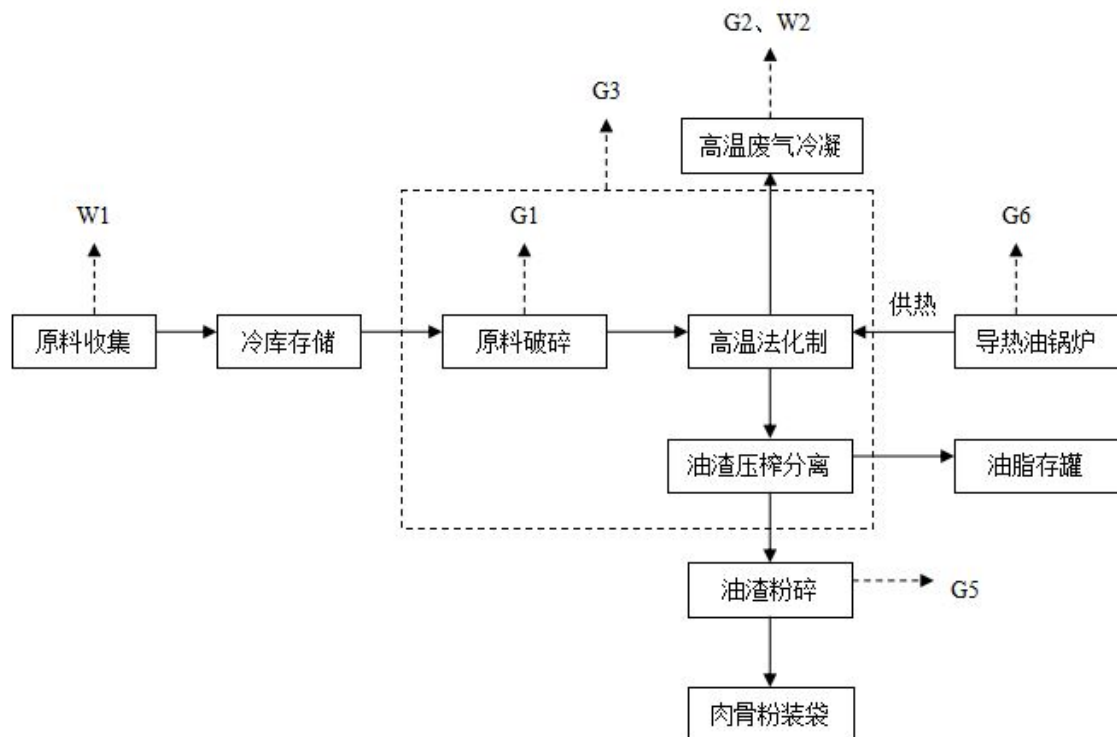 G2、W2
G3
高温废气冷凝
W1
G1
G6
供热
原料收集
冷库存储
原料破碎
高温法化制
导热油锅炉
油渣压榨分离
油脂存罐
油渣粉碎
G5
肉骨粉装袋